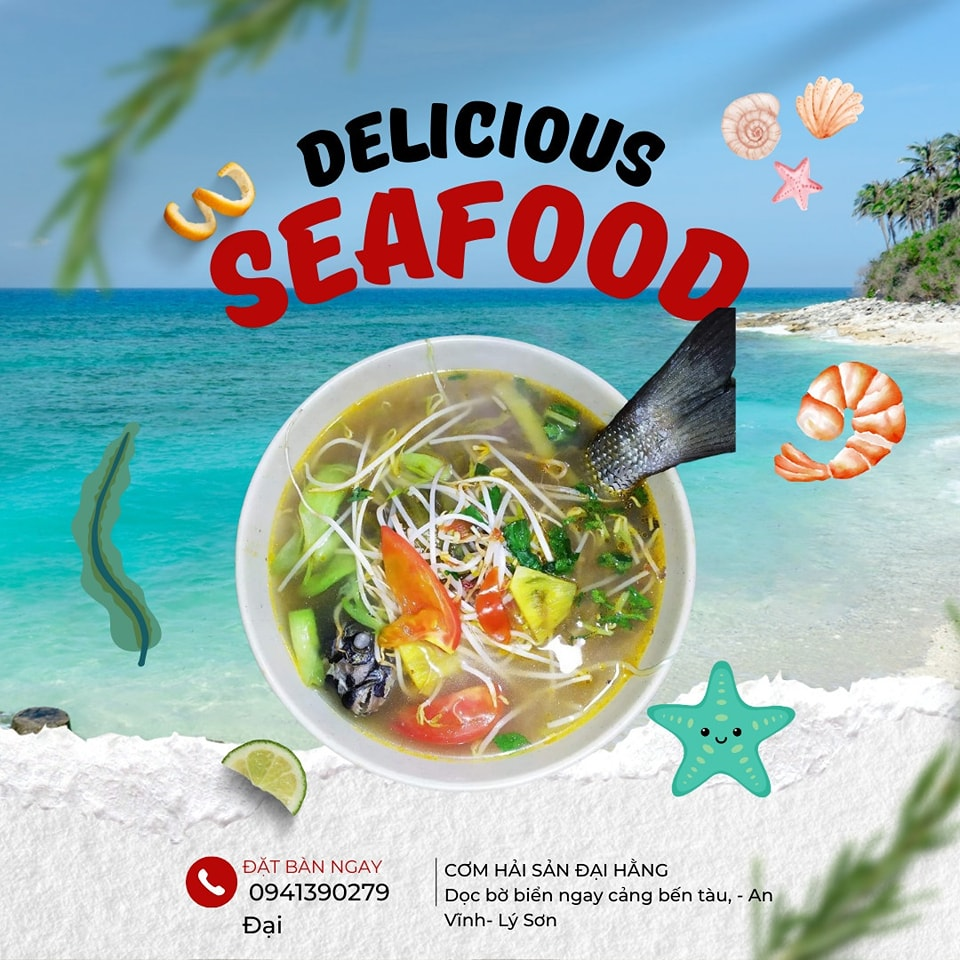 DELICIOUS
SEAFOOD
ĐẶT BÀN NGAY
0941390279
Đại
CƠM HẢI SẢN ĐẠI HẰNG
Dọc bờ biển ngay cảng bến tàu, - An
Vĩnh- Lý Sơn